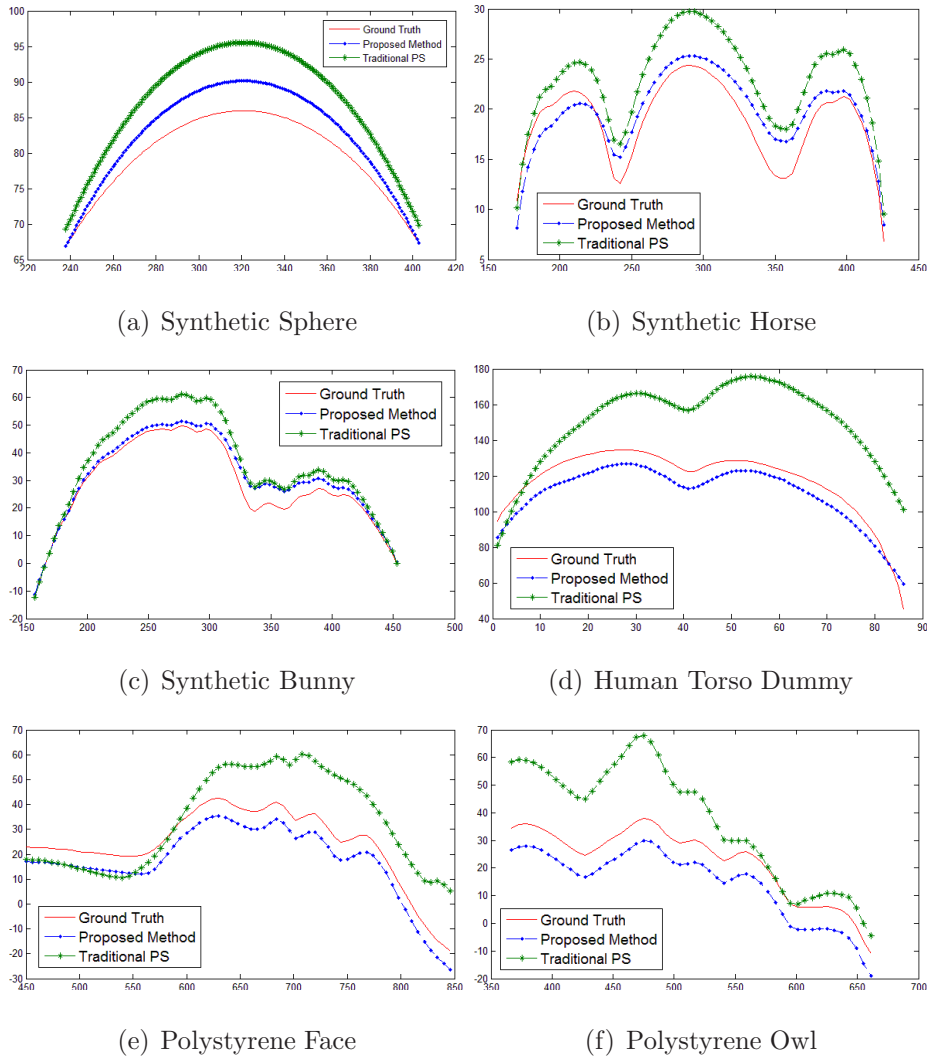 100
95
90
85
80
75
70
65
220 240 260 280 300 320 340 360 380 400 420
Ground Truth
Proposed Method
Traditional PS
(a) Synthetic Sphere
30
25
20
15
10
5
150 200 250 300 350 400 450
Ground Truth
Proposed Method
Traditional PS
(b) Synthetic Horse
70
60
50
40
30
20
10
0
-10
-20
150 200 250 300 350 400 450 500
Ground Truth
Proposed Method
Traditional PS
(c) Synthetic Bunny
180
160
140
120
100
80
60
40
0 10 20 30 40 50 60 70 80 90
Ground Truth
Proposed Method
Traditional PS
(d) Human Torso Dummy
70
60
50
40
30
20
10
0
-10
-20
-30
450 500 550 600 650 700 750 800 850
Ground Truth
Proposed Method
Traditional PS
(e) Polystyrene Face
70
60
50
40
30
20
10
0
-10
-20
350 400 450 500 550 600 650 700
Ground Truth
Proposed Method
Traditional PS
(f) Polystyrene Owl